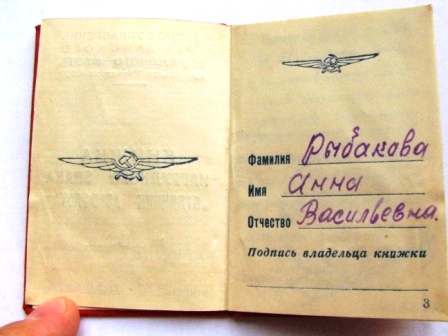 Фамилия Рыбакова
Имя Анна
Отчество Васильевна.
Подпись владельца книжки
3